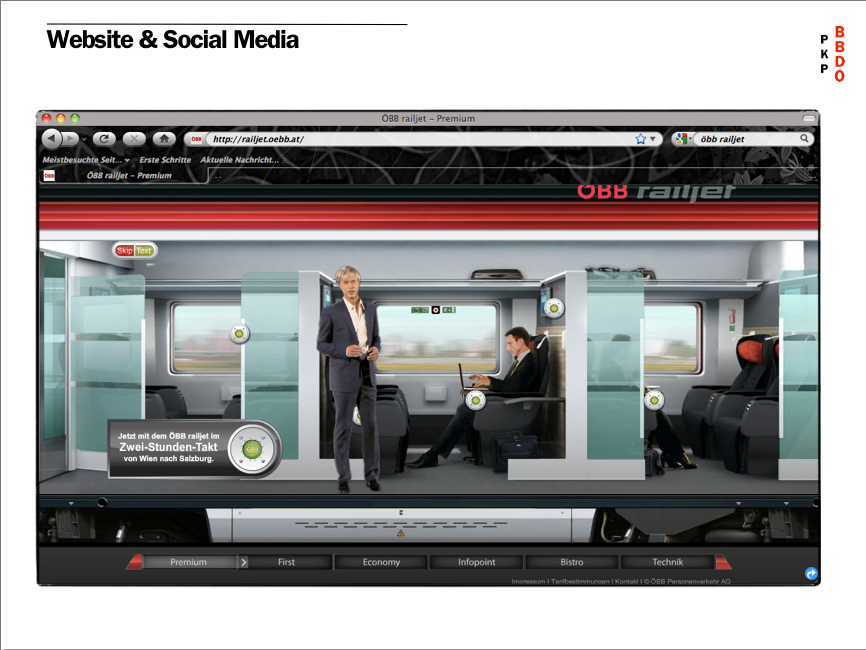 Website & Social Media
P
K
P
B
B
D
O
ÖBB railjet – Premium
ÖBB
http://railjet.oebb.at/
öbb railjet
Meistbesuchte Seit... Erste Schritte Aktuelle Nachricht...
ÖBB
ÖBB railjet – Premium
ÖBB railjet
Skip Text
Jetzt mit dem ÖBB railjet im
Zwei-Stunden-Takt
von Wien nach Salzburg.
Premium First Economy Infopoint Bistro Technik
Impressum I Tarifbestimmungen I Kontakt I © ÖBB Personenverkehr AG